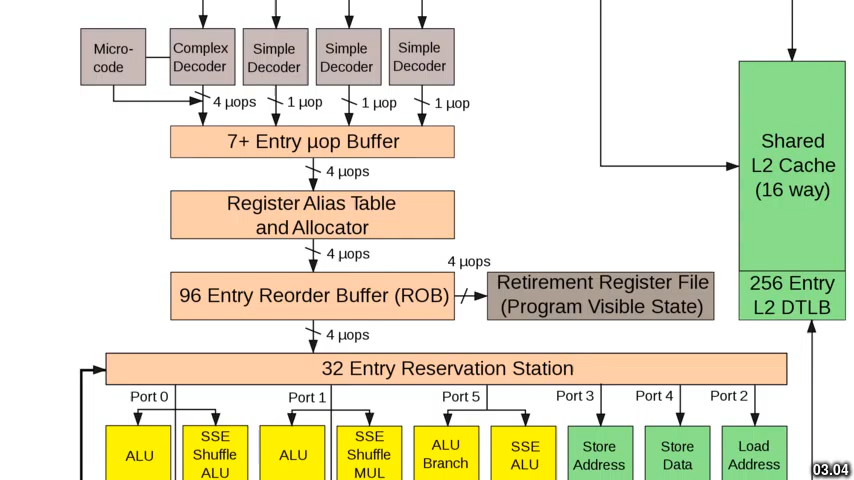 Micro-
code
Complex
Decoder
Simple
Decoder
Simple
Decoder
Simple
Decoder
4 µops
1 µop
1 µop
1 µop
7+ Entry µop Buffer
4 µops
Register Alias Table
and Allocator
4 µops
4 µops
96 Entry Reorder Buffer (ROB)
Retirement Register File
(Program Visible State)
4 µops
Shared
L2 Cache
(16 way)
256 Entry
L2 DTLB
32 Entry Reservation Station
Port 0
Port 1
Port 5
Port 3
Port 4
Port 2
ALU
SSE
Shuffle
ALU
ALU
SSE
Shuffle
MUL
ALU
Branch
SSE
ALU
Store
Address
Store
Data
Load
Address
03.04